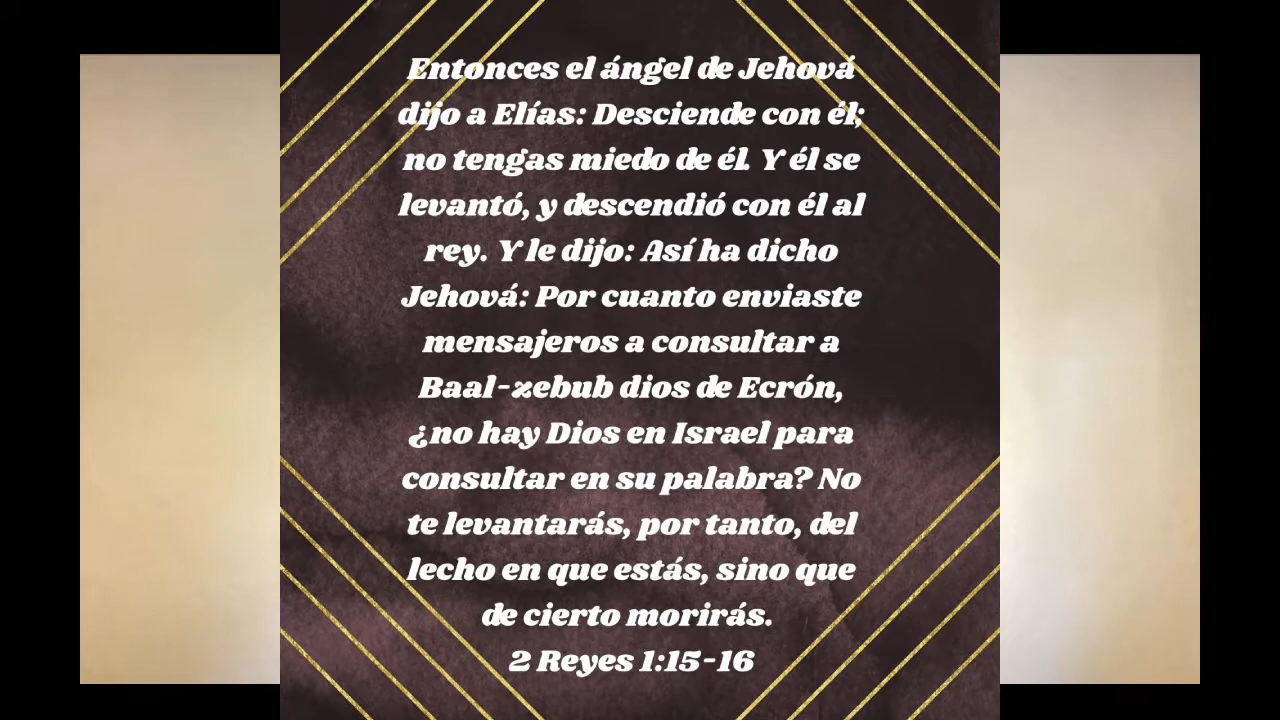 Entonces el ángel de Jehová
dijo a Elías: Desciende con él;
no tengas miedo de él. Y él se
levantó, y descendió con él al
rey. Y le dijo: Así ha dicho
Jehová: Por cuanto enviaste
mensajeros a consultar a
Baal-zebub dios de Ecrón,
¿no hay Dios en Israel para
consultar en su palabra? No
te levantarás, por tanto, del
lecho en que estás, sino que
de cierto morirás.
2 Reyes 1:15-16